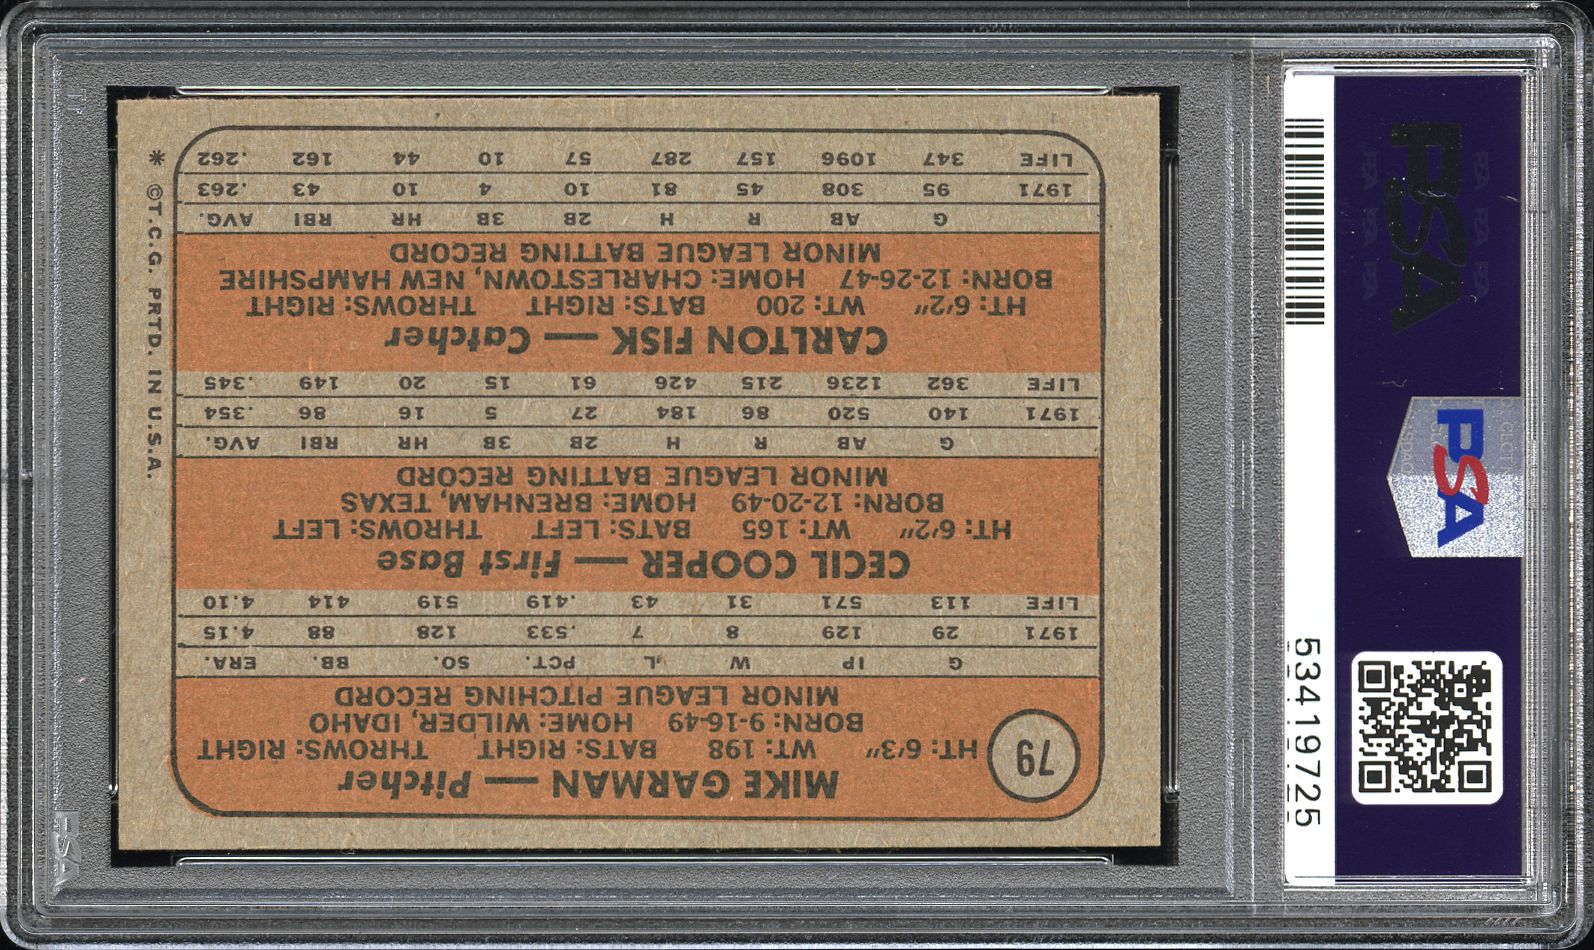 MIKE GARMAN — Pitcher
79
HT: 6'3" WT: 198 BATS: RIGHT THROWS: RIGHT
BORN: 9-16-49 HOME: WILDER, IDAHO
MINOR LEAGUE PITCHING RECORD
G IP W L PCT. SO. BB. ERA.
1971 29 129 8 7 .533 128 88 4.15
LIFE 113 571 31 43 .419 519 414 4.10
CECIL COOPER — First Base
HT: 6'2" WT: 165 BATS: LEFT THROWS: LEFT
BORN: 12-20-49 HOME: BRENHAM, TEXAS
MINOR LEAGUE BATTING RECORD
G AB R H 2B 3B HR RBI AVG.
1971 140 520 86 184 27 5 16 86 .354
LIFE 362 1236 215 426 61 15 20 149 .345
CARLTON FISK — Catcher
HT: 6'2" WT: 200 BATS: RIGHT THROWS: RIGHT
BORN: 12-26-47 HOME: CHARLESTOWN, NEW HAMPSHIRE
MINOR LEAGUE BATTING RECORD
G AB R H 2B 3B HR RBI AVG.
1971 95 308 45 81 10 4 10 43 .263
LIFE 347 1096 157 287 57 10 44 162 .262
* ©T.C.G. PRTD. IN U.S.A.
PSA
PSA
53419725
PSA